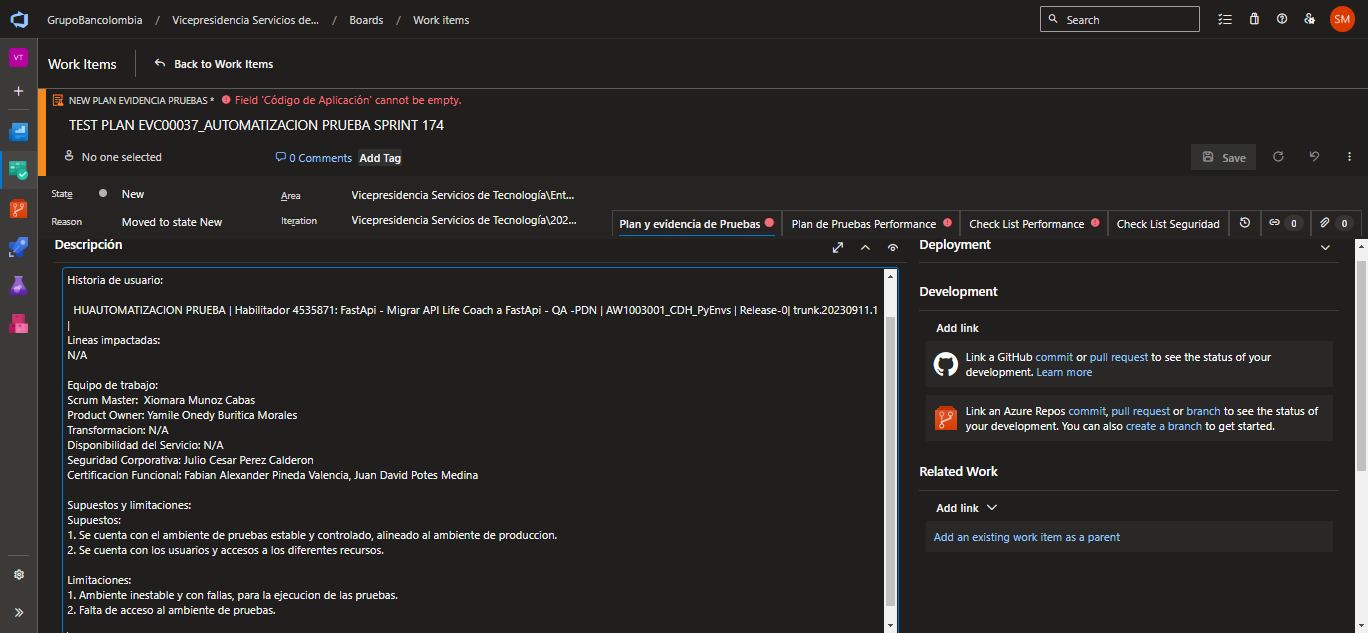 GrupoBancolombia / Vicepresidencia Servicios de... / Boards / Work items
Search
SM
VT
Work Items
Back to Work Items
NEW PLAN EVIDENCIA PRUEBAS * Field 'Código de Aplicación' cannot be empty.
TEST PLAN EVC00037_AUTOMATIZACION PRUEBA SPRINT 174
No one selected
0 Comments
Add Tag
Save
State
New
Area
Vicepresidencia Servicios de Tecnología\Ent...
Reason
Moved to state New
Iteration
Vicepresidencia Servicios de Tecnología\202...
Plan y evidencia de Pruebas
Plan de Pruebas Performance
Check List Performance
Check List Seguridad
0
0
Descripción
Historia de usuario:
HUAUTOMATIZACION PRUEBA | Habilitador 4535871: FastApi - Migrar API Life Coach a FastApi - QA -PDN | AW1003001_CDH_PyEnvs | Release-0| trunk.20230911.1
|
Lineas impactadas:
N/A
Equipo de trabajo:
Scrum Master:  Xiomara Munoz Cabas
Product Owner: Yamile Onedy Buritica Morales
Transformacion: N/A
Disponibilidad del Servicio: N/A
Seguridad Corporativa: Julio Cesar Perez Calderon
Certificacion Funcional: Fabian Alexander Pineda Valencia, Juan David Potes Medina
Supuestos y limitaciones:
Supuestos:
1. Se cuenta con el ambiente de pruebas estable y controlado, alineado al ambiente de produccion.
2. Se cuenta con los usuarios y accesos a los diferentes recursos.
Limitaciones:
1. Ambiente inestable y con fallas, para la ejecucion de las pruebas.
2. Falta de acceso al ambiente de pruebas.
Deployment
Development
Add link
Link a GitHub commit or pull request to see the status of your
development. Learn more
Link an Azure Repos commit, pull request or branch to see the status of
your development. You can also create a branch to get started.
Related Work
Add link
Add an existing work item as a parent